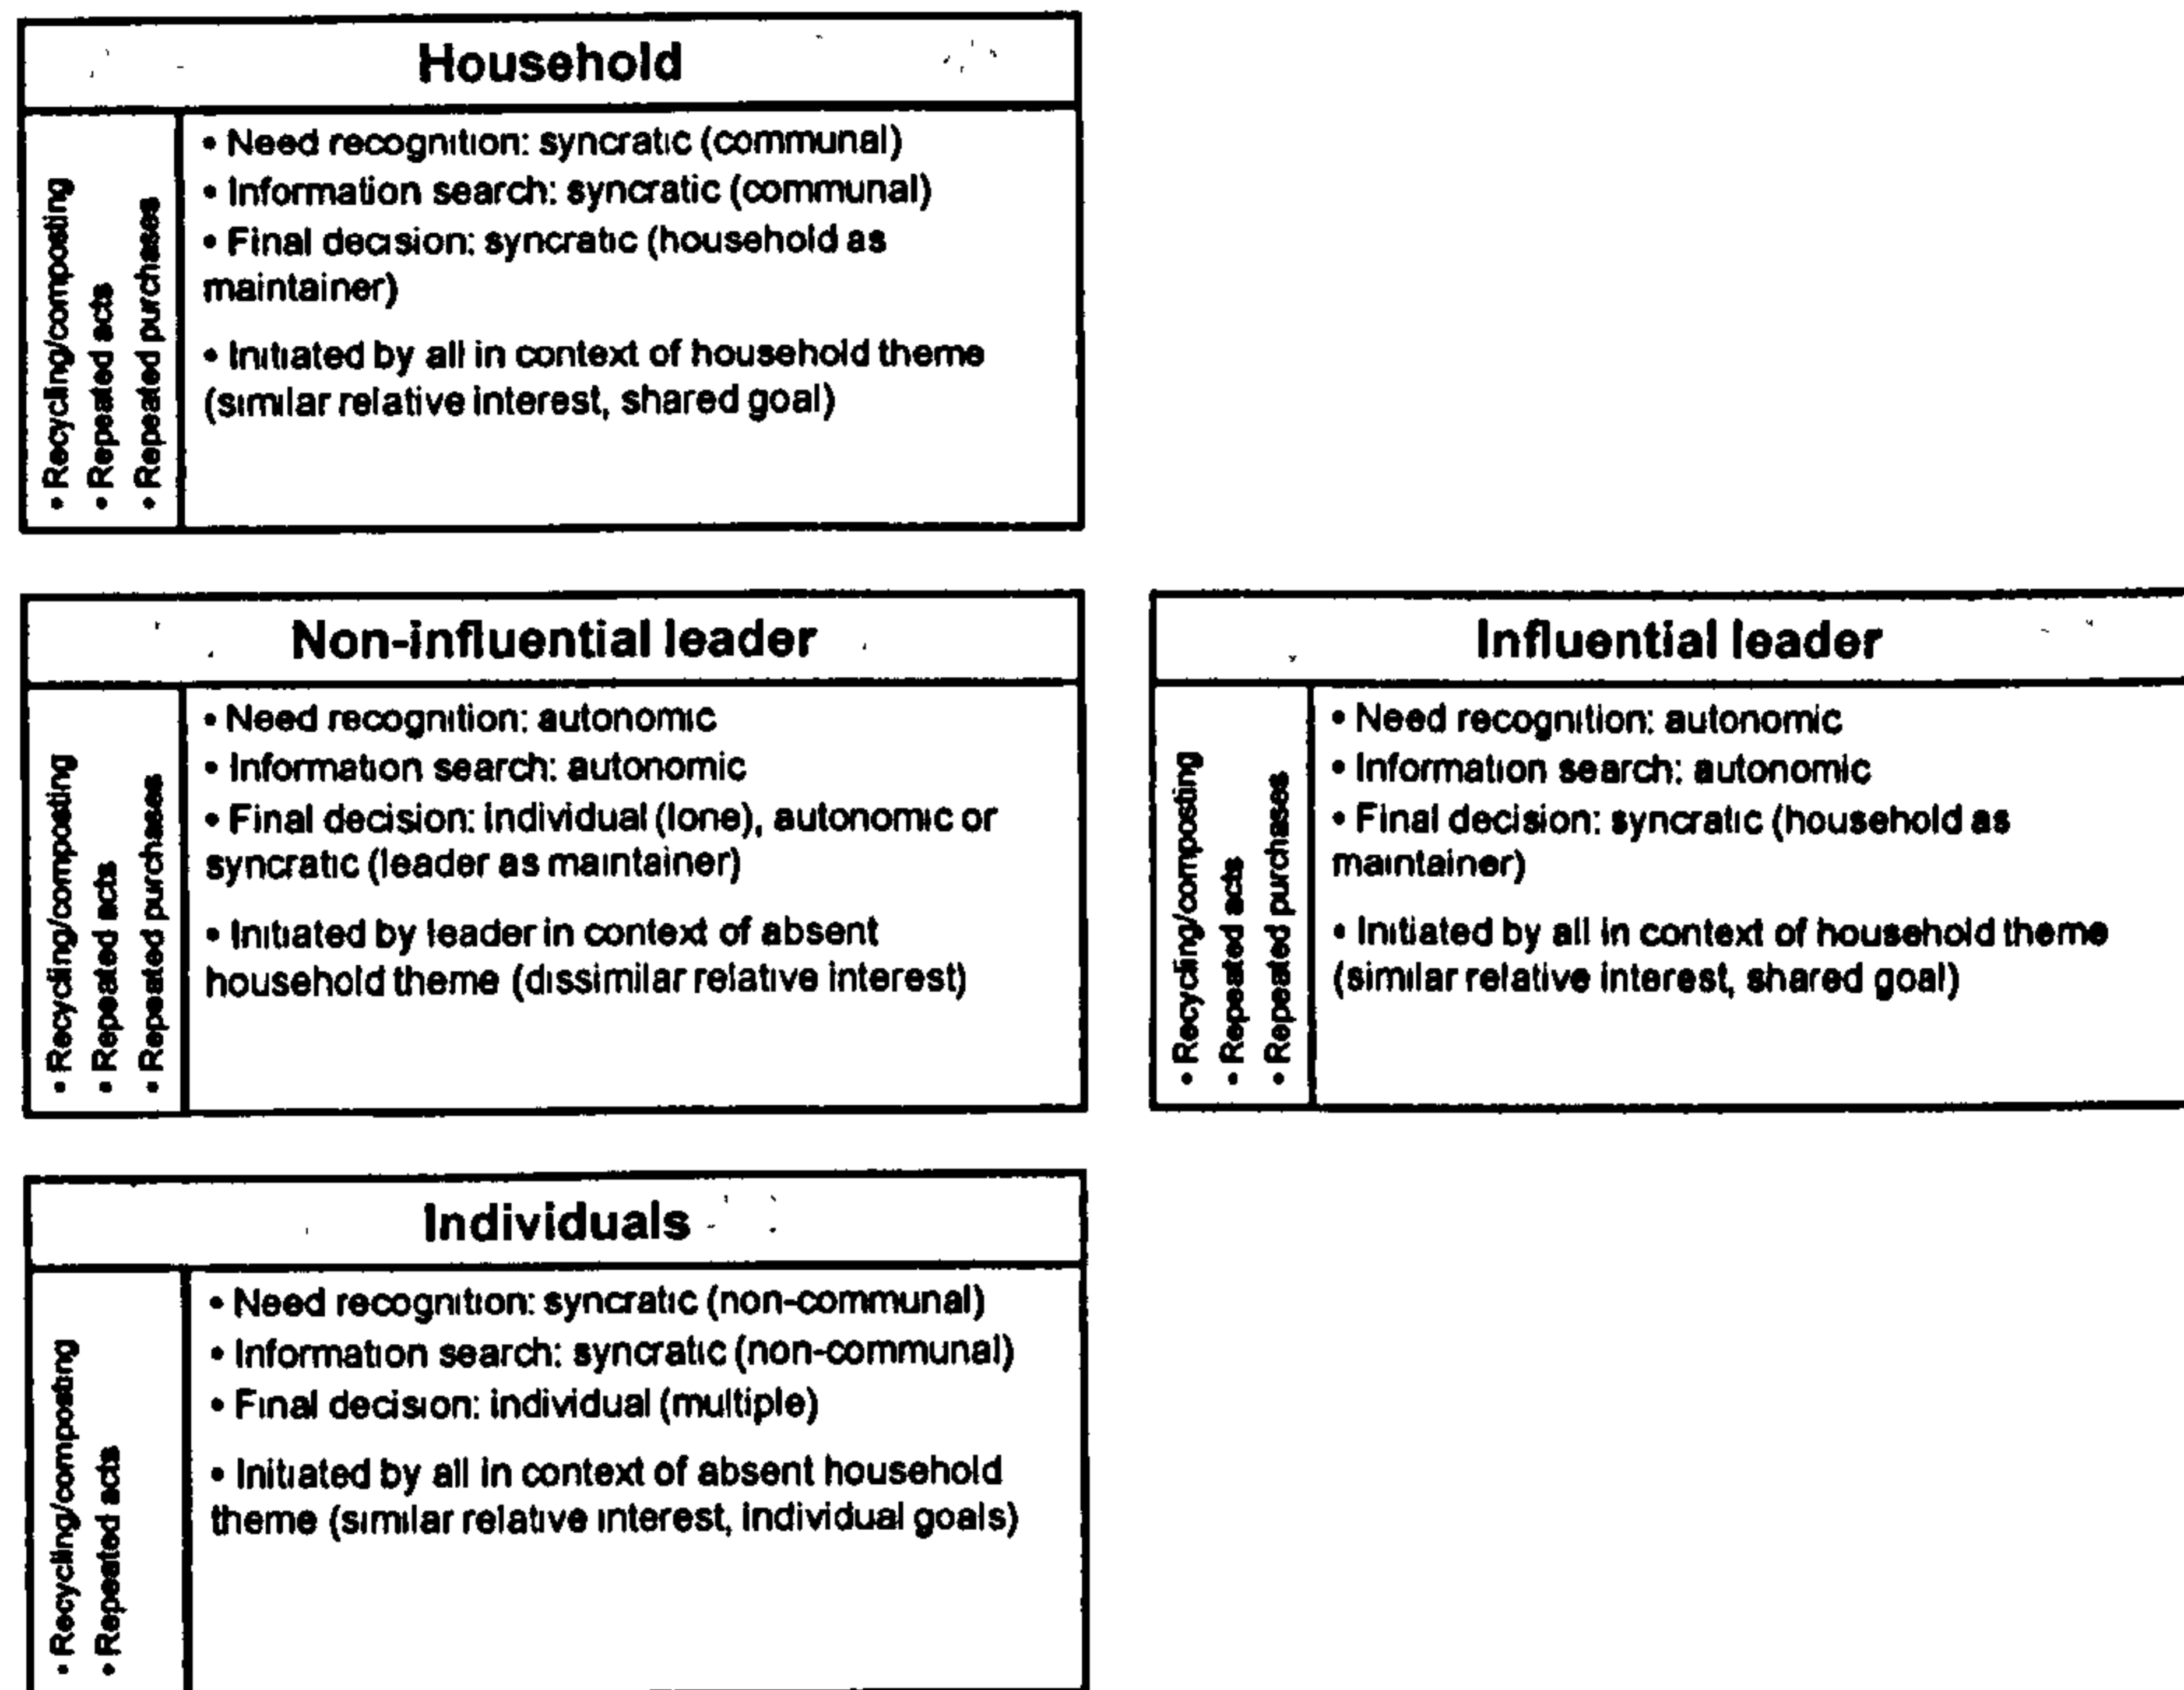 Household
• Recycling/composting
• Repeated acts
• Repeated purchases
• Need recognition: syncratic (communal)
• Information search: syncratic (communal)
• Final decision: syncratic (household as
maintainer)
• Initiated by all in context of household theme
(similar relative interest, shared goal)
Non-influential leader
• Recycling/composting
• Repeated acts
• Repeated purchases
• Need recognition: autonomic
• Information search: autonomic
• Final decision: individual (lone), autonomic or
syncratic (leader as maintainer)
• Initiated by leader in context of absent
household theme (dissimilar relative interest)
Influential leader
• Recycling/composting
• Repeated acts
• Repeated purchases
• Need recognition: autonomic
• Information search: autonomic
• Final decision: syncratic (household as
maintainer)
• Initiated by all in context of household theme
(similar relative interest, shared goal)
Individuals
• Recycling/composting
• Repeated acts
• Need recognition: syncratic (non-communal)
• Information search: syncratic (non-communal)
• Final decision: individual (multiple)
• Initiated by all in context of absent household
theme (similar relative interest, individual goals)